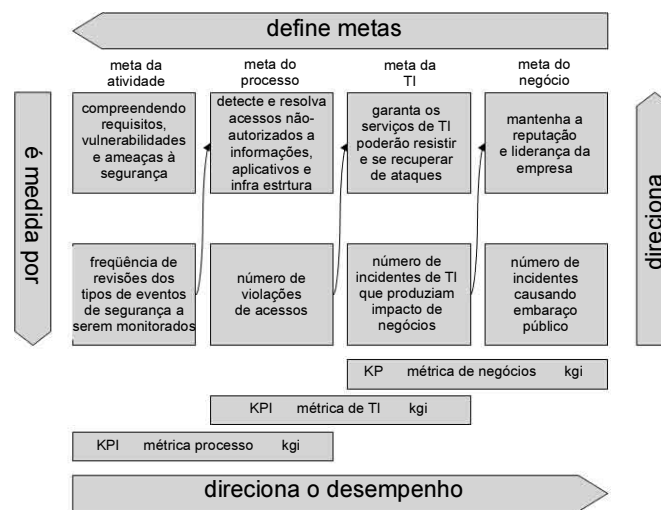 define metas
meta da
atividade
meta do
processo
meta da
TI
meta do
negócio
é medida por
compreendendo
requisitos,
vulnerabilidades
e ameaças à
segurança
detecte e resolva
acessos não-
autorizados a
informações,
aplicativos e
infra estrtura
garanta os
serviços de TI
poderão resistir
e se recuperar
de ataques
mantenha a
reputação
e liderança da
empresa
direciona
freqüência de
revisões dos
tipos de eventos
de segurança a
serem monitorados
número de
violações
de acessos
número de
incidentes de TI
que produziam
impacto de
negócios
número de
incidentes
causando
embaraço
público
KP métrica de negócios kgi
KPI métrica de TI kgi
KPI métrica processo kgi
direciona o desempenho